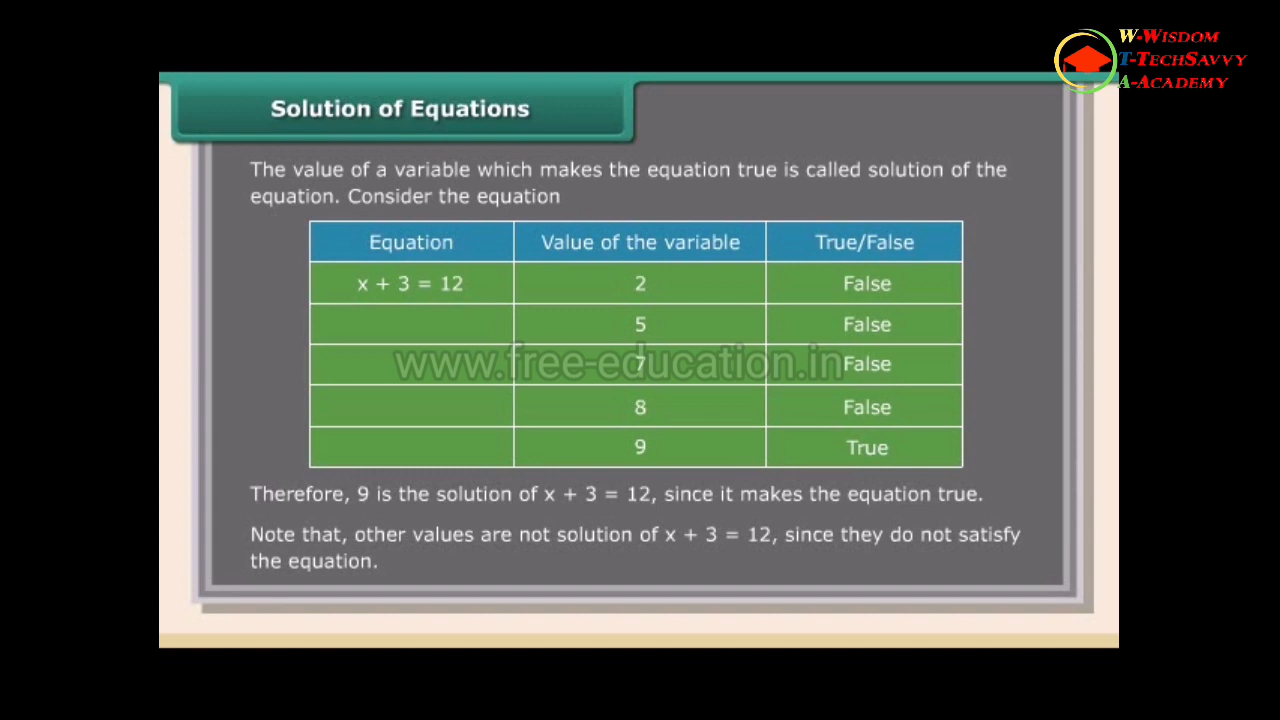 W-Wisdom
T-TechSavvy
A-Academy
Solution of Equations
The value of a variable which makes the equation true is called solution of the
equation. Consider the equation
Equation Value of the variable True/False
x + 3 = 12 2 False
5 False
7 False
www.free-education.in
8 False
9 True
Therefore, 9 is the solution of x + 3 = 12, since it makes the equation true.
Note that, other values are not solution of x + 3 = 12, since they do not satisfy
the equation.